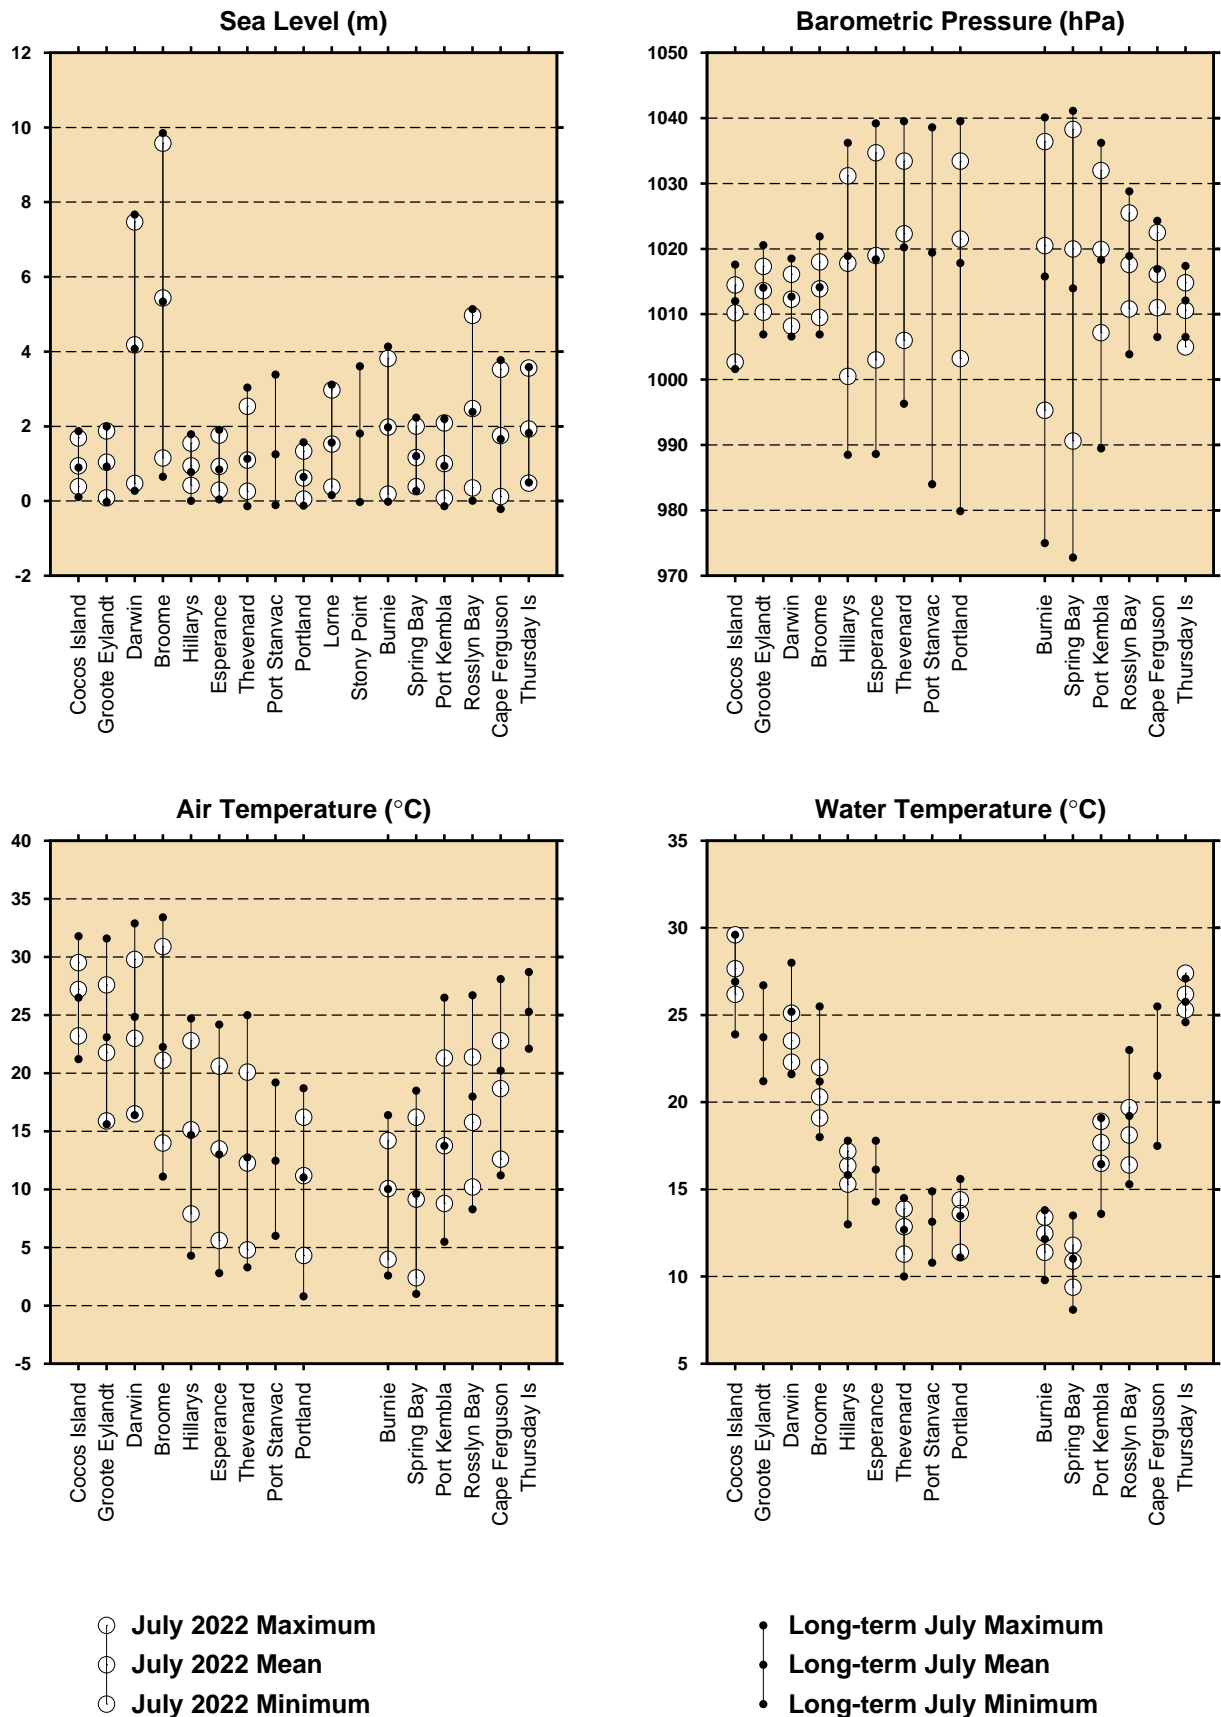 Sea Level (m)
12
10
8
6
4
2
0
-2
Cocos Island
Groote Eylandt
Darwin
Broome
Hillarys
Esperance
Thevenard
Port Stanvac
Portland
Lorne
Stony Point
Burnie
Spring Bay
Port Kembla
Rosslyn Bay
Cape Ferguson
Thursday Is
Barometric Pressure (hPa)
1050
1040
1030
1020
1010
1000
990
980
970
Cocos Island
Groote Eylandt
Darwin
Broome
Hillarys
Esperance
Thevenard
Port Stanvac
Portland
Burnie
Spring Bay
Port Kembla
Rosslyn Bay
Cape Ferguson
Thursday Is
Air Temperature (°C)
40
35
30
25
20
15
10
5
0
-5
Cocos Island
Groote Eylandt
Darwin
Broome
Hillarys
Esperance
Thevenard
Port Stanvac
Portland
Burnie
Spring Bay
Port Kembla
Rosslyn Bay
Cape Ferguson
Thursday Is
Water Temperature (°C)
35
30
25
20
15
10
5
Cocos Island
Groote Eylandt
Darwin
Broome
Hillarys
Esperance
Thevenard
Port Stanvac
Portland
Burnie
Spring Bay
Port Kembla
Rosslyn Bay
Cape Ferguson
Thursday Is
July 2022 Maximum
July 2022 Mean
July 2022 Minimum
Long-term July Maximum
Long-term July Mean
Long-term July Minimum